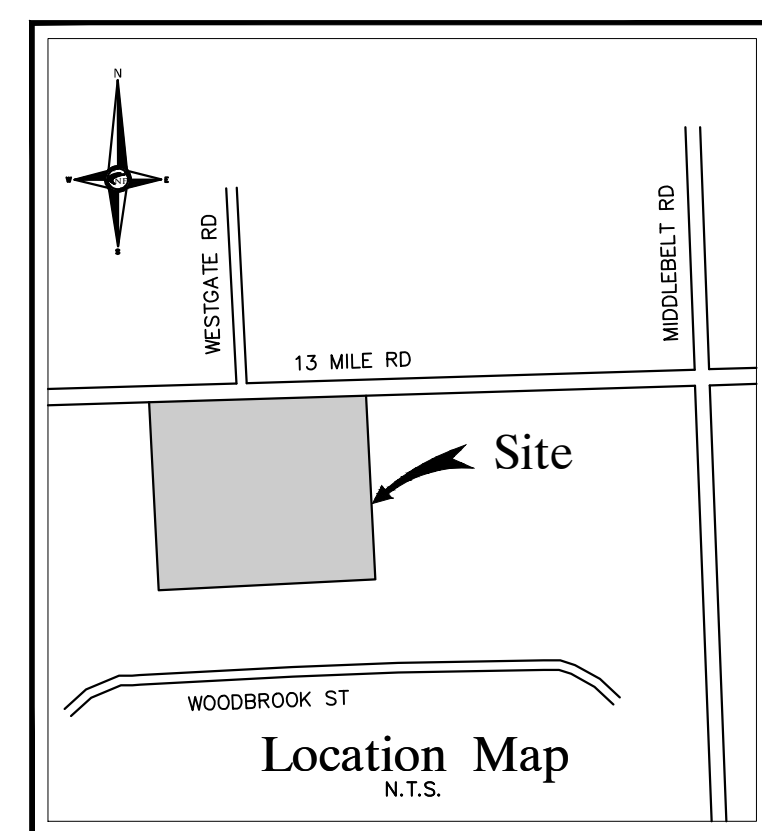 N
W
E
S
WESTGATE RD
MIDDLEBELT RD
13 MILE RD
Site
WOODBROOK ST
Location Map
N.T.S.